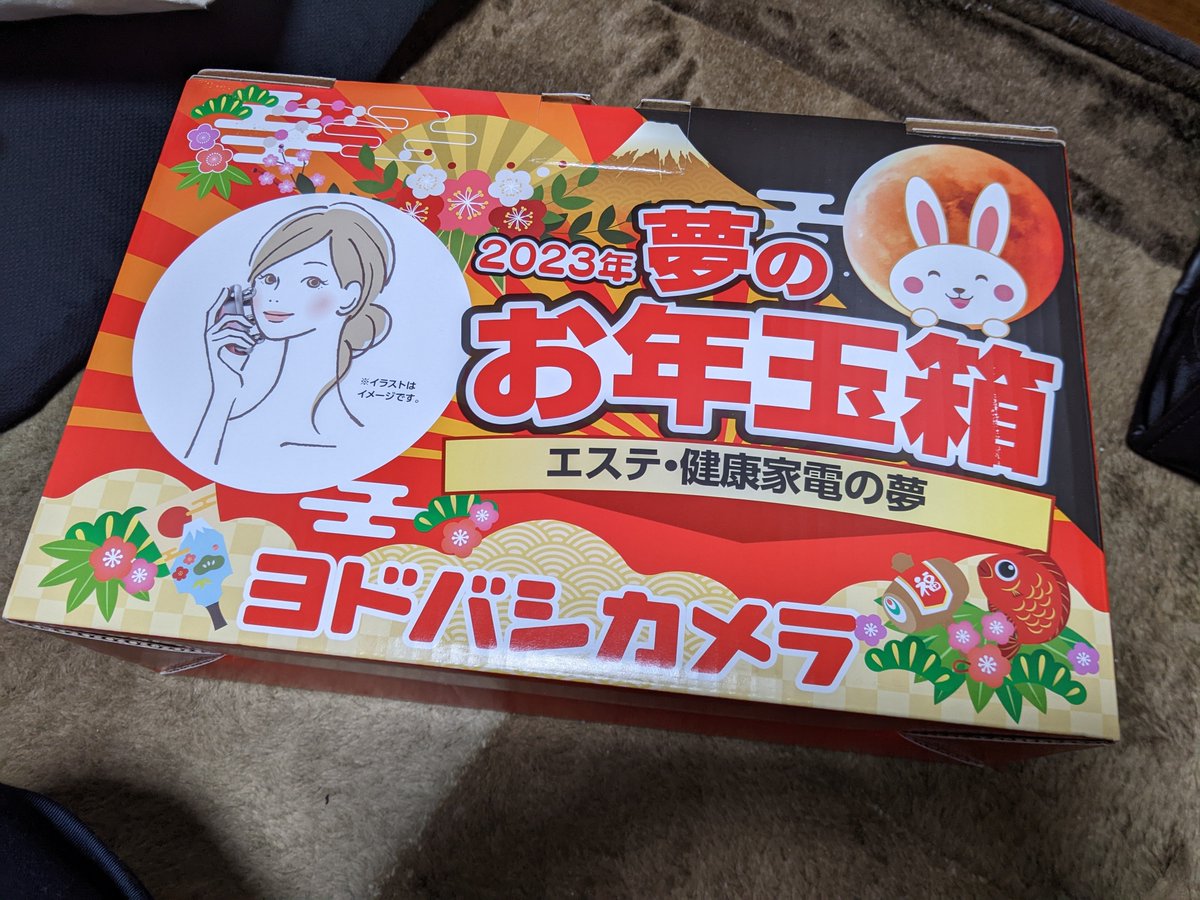 2023年 夢の
お年玉箱
エステ・健康家電の夢
※イラストは
イメージです。
ヨドバシカメラ
福